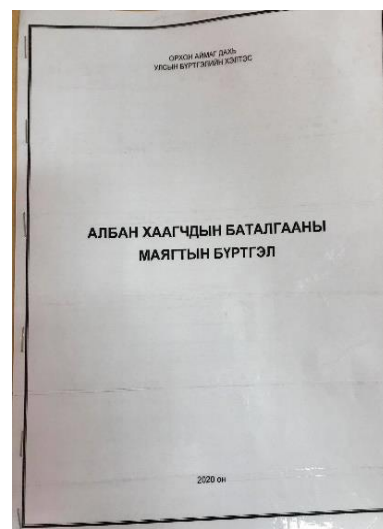 ОРХОН АЙМАГ ДАХЬ
УЛСЫН БҮРТГЭЛИЙН ХЭЛТЭС
АЛБАН ХААГЧДЫН БАТАЛГААНЫ
МАЯГТЫН БҮРТГЭЛ
2020 он